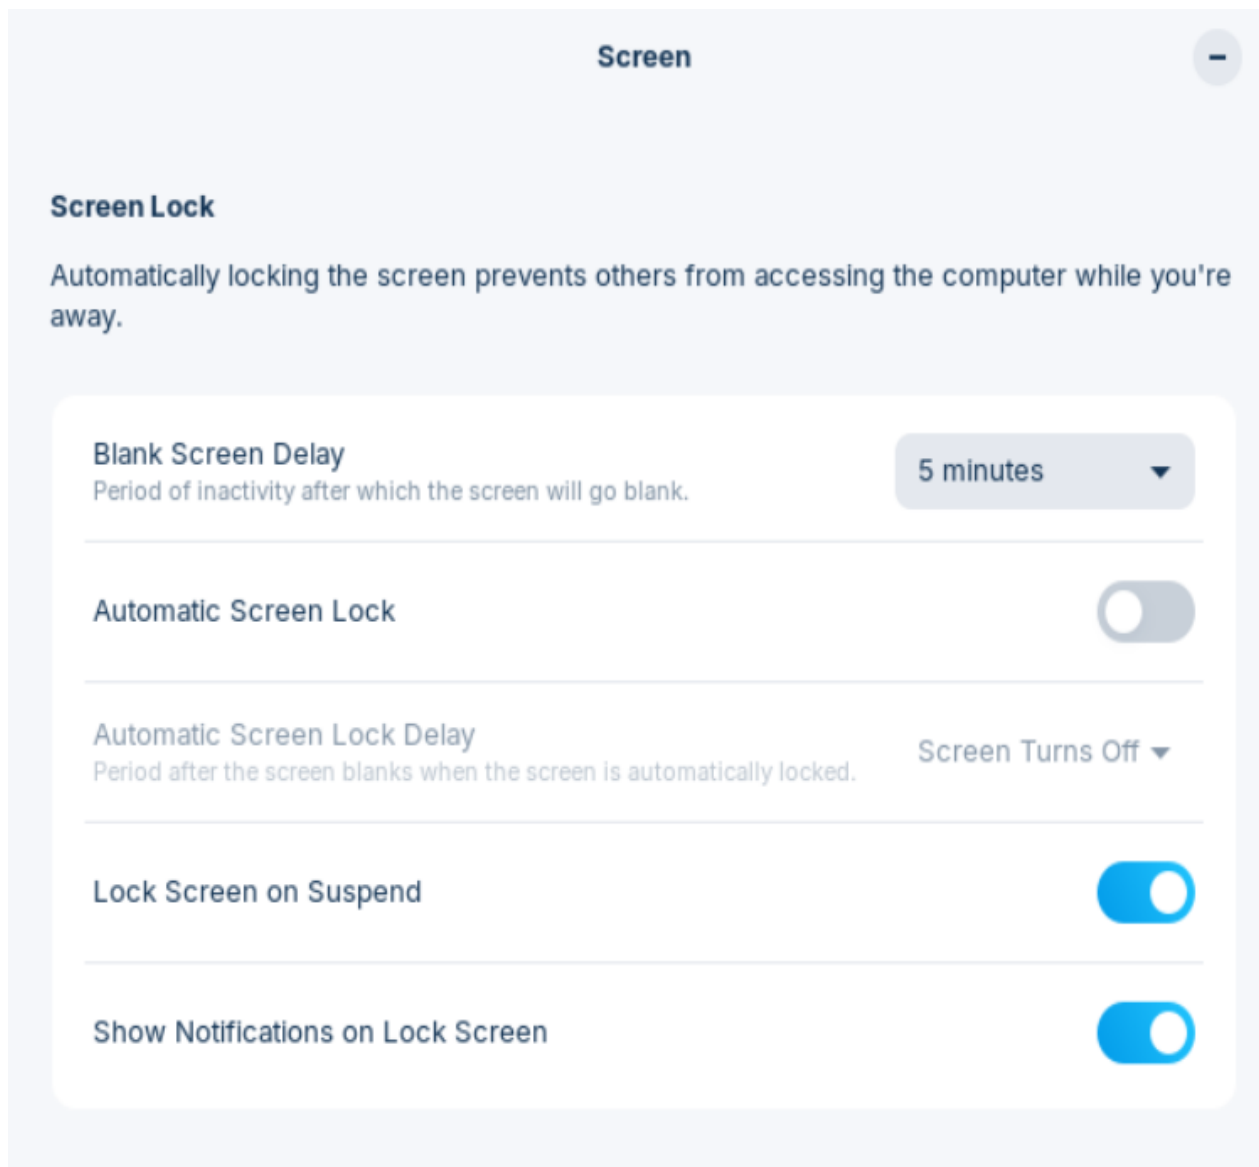 Screen
Screen Lock
Automatically locking the screen prevents others from accessing the computer while you're
away.
Blank Screen Delay
Period of inactivity after which the screen will go blank.
5 minutes
Automatic Screen Lock
Automatic Screen Lock Delay
Period after the screen blanks when the screen is automatically locked.
Screen Turns Off
Lock Screen on Suspend
Show Notifications on Lock Screen